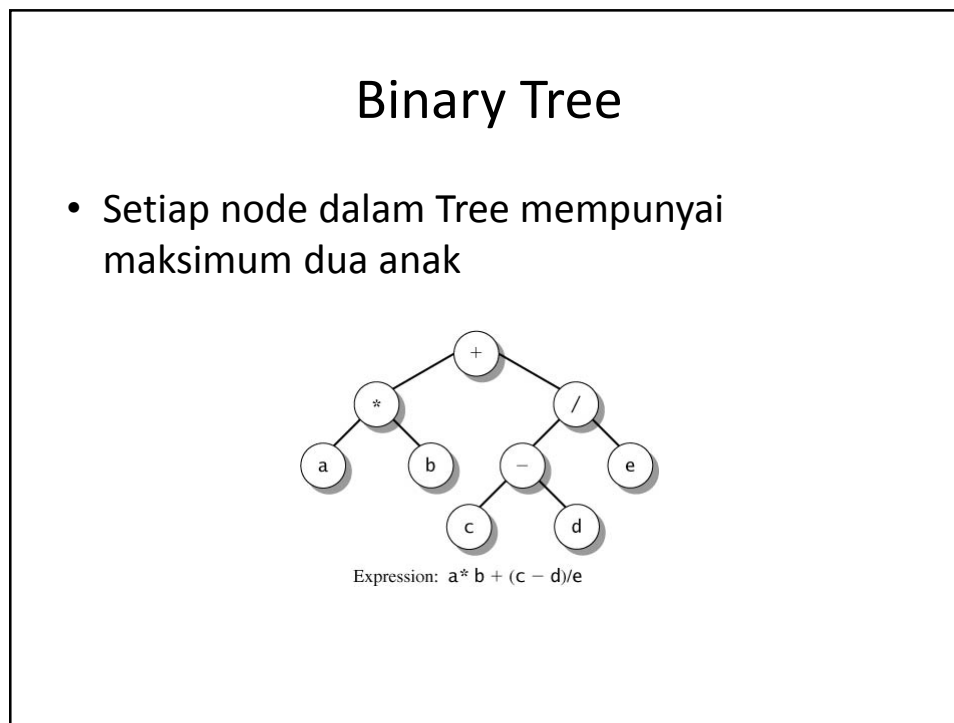 Binary Tree
• Setiap node dalam Tree mempunyai
maksimum dua anak
+
* /
a b − e
c d
Expression: a* b + (c − d)/e